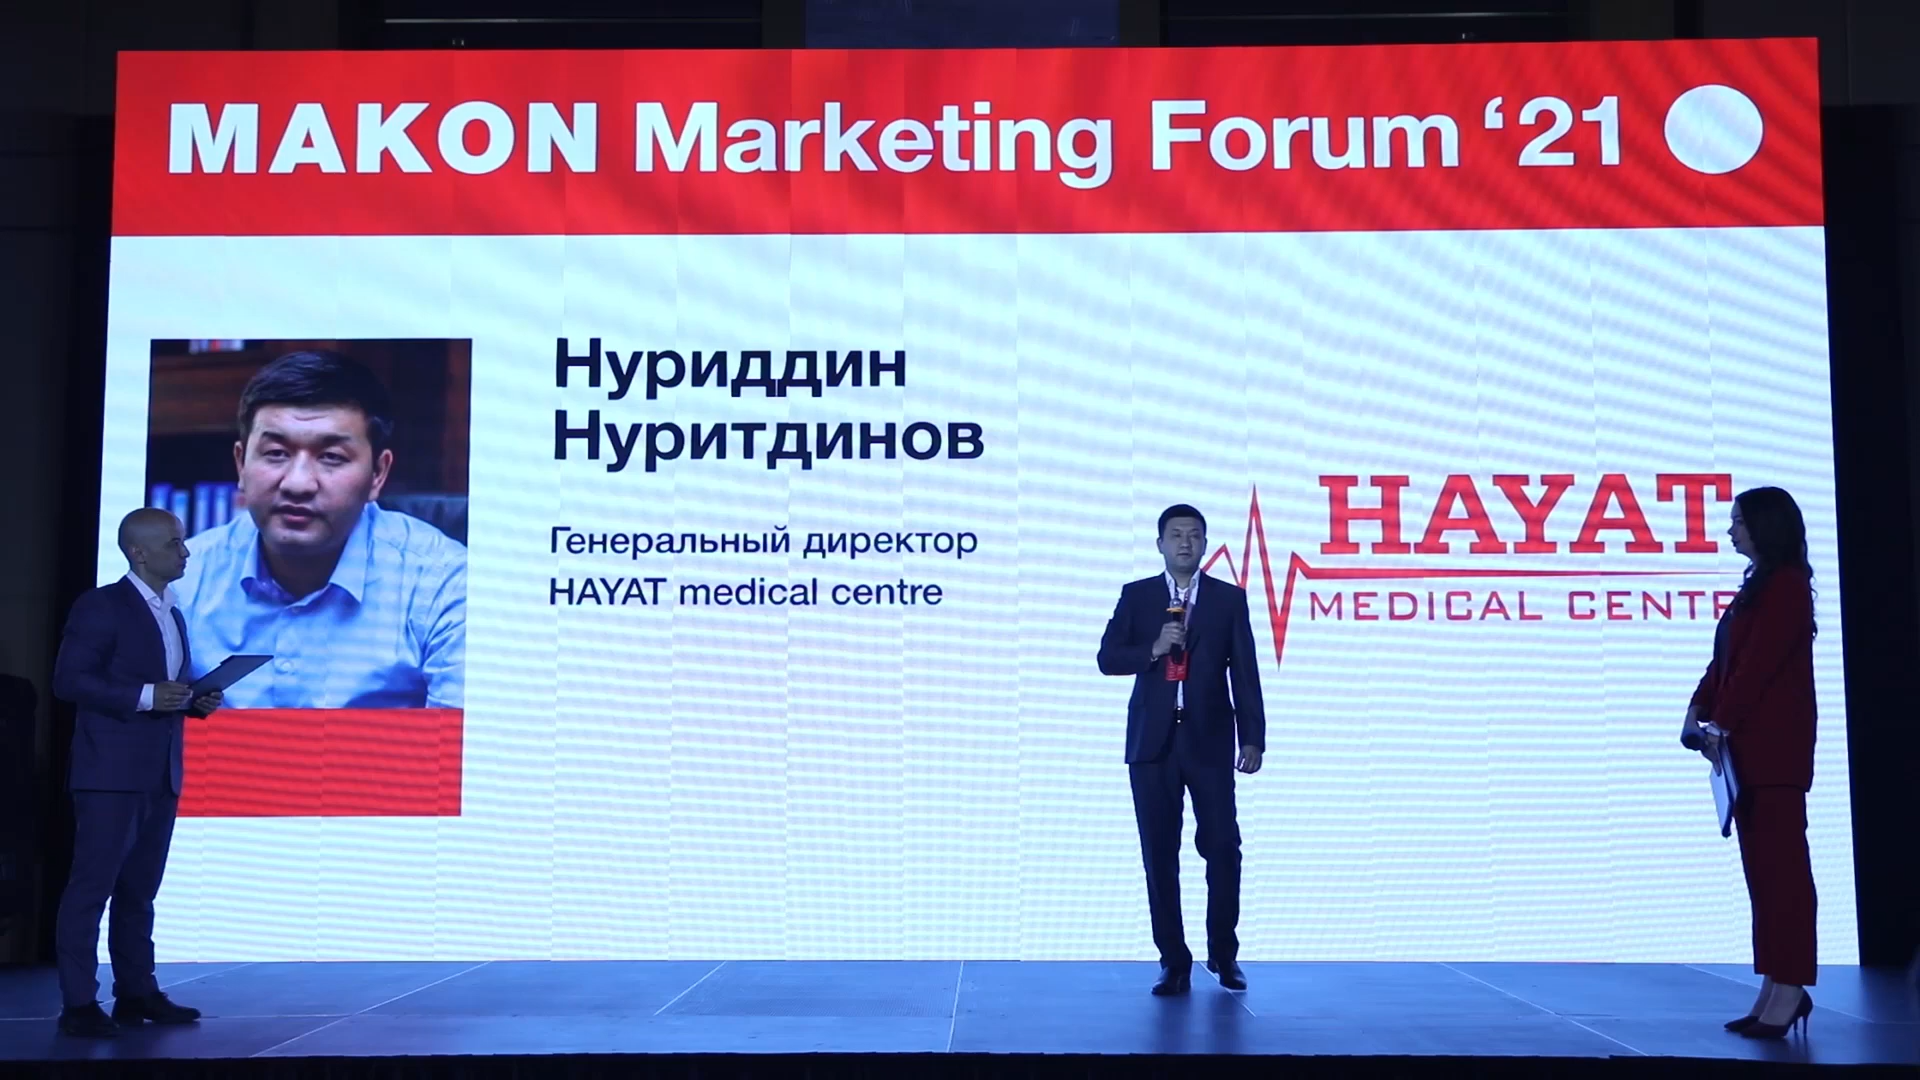 MAKON Marketing Forum ‘21
Нуриддин
Нуритдинов
Генеральный директор
HAYAT medical centre
HAYAT
MEDICAL CENTR